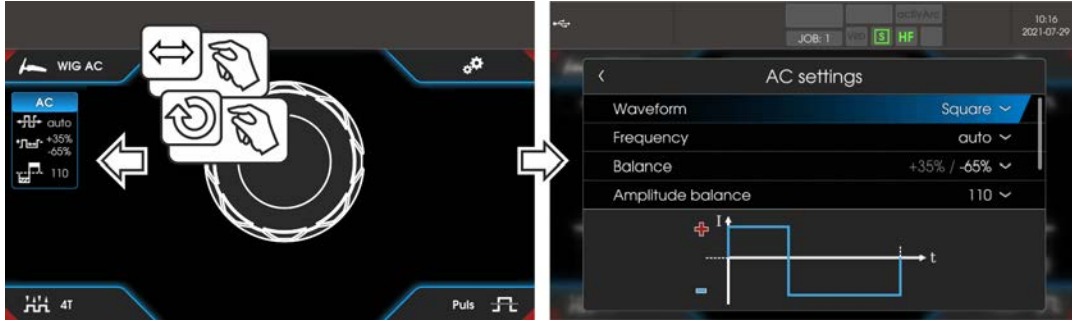 WIG AC
AC
auto
+35%
-65%
110
4T
Puls
activArc
10:16
JOB: 1 VRD S HF
2021-07-29
AC settings
Waveform Square
Frequency auto
Balance +35% / -65%
Amplitude balance 110
+ I
t
-